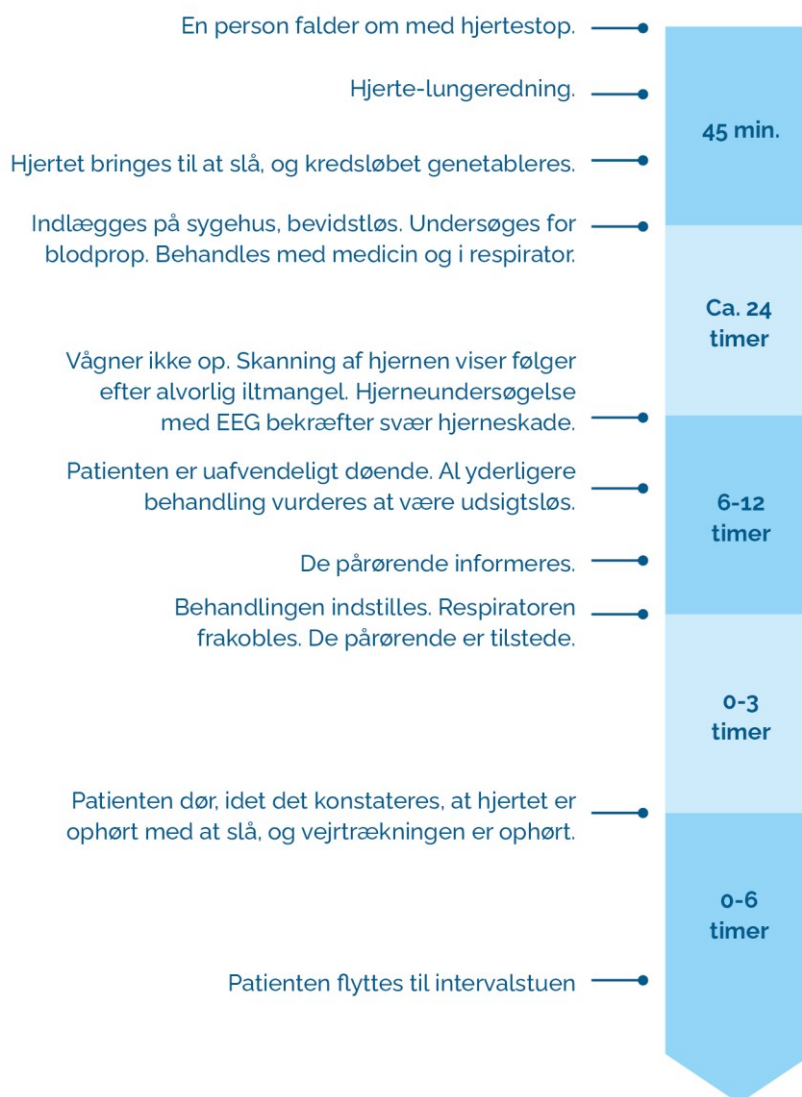 En person falder om med hjertestop.
Hjerte-lungeredning.
45 min.
Hjertet bringes til at slå, og kredsløbet genetableres.
Indlægges på sygehus, bevidstløs. Undersøges for
blodprop. Behandles med medicin og i respirator.
Ca. 24
timer
Vågner ikke op. Skanning af hjernen viser følger
efter alvorlig iltmangel. Hjerneundersøgelse
med EEG bekræfter svær hjerneskade.
Patienten er uafvendeligt døende. Al yderligere
behandling vurderes at være udsigtsløs.
6-12
timer
De pårørende informeres.
Behandlingen indstilles. Respiratoren
frakobles. De pårørende er tilstede.
0-3
timer
Patienten dør, idet det konstateres, at hjertet er
ophørt med at slå, og vejrtrækningen er ophørt.
0-6
timer
Patienten flyttes til intervalstuen